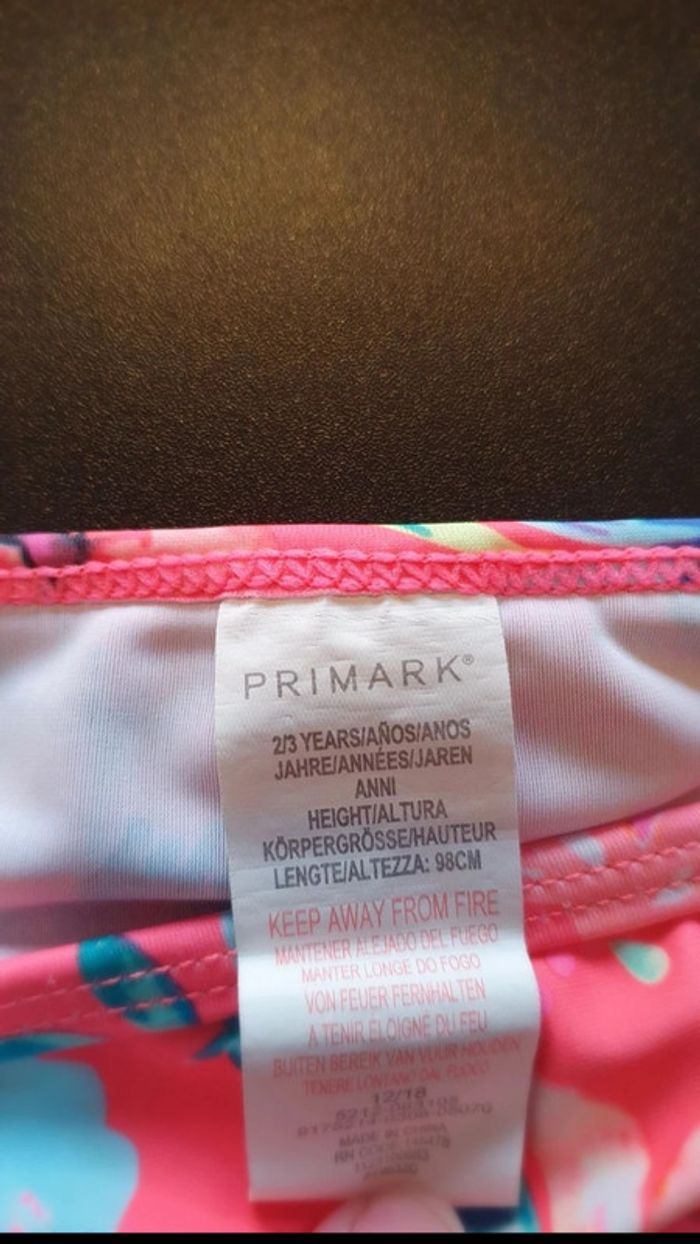 PRIMARK®
2/3 YEARS/AÑOS/ANOS
JAHRE/ANNÉES/JAREN
ANNI
HEIGHT/ALTURA
KÖRPERGRÖSSE/HAUTEUR
LENGTE/ALTEZZA: 98CM
KEEP AWAY FROM FIRE
MANTENER ALEJADO DEL FUEGO
MANTER LONGE DO FOGO
VON FEUER FERNHALTEN
A TENIR ELOIGNÉ DU FEU
BUITEN BEREIK VAN VUUR HOUDEN
TENERE LONTANO DAL FUOCO
12/18
MADE IN CHINA
RN CODE: